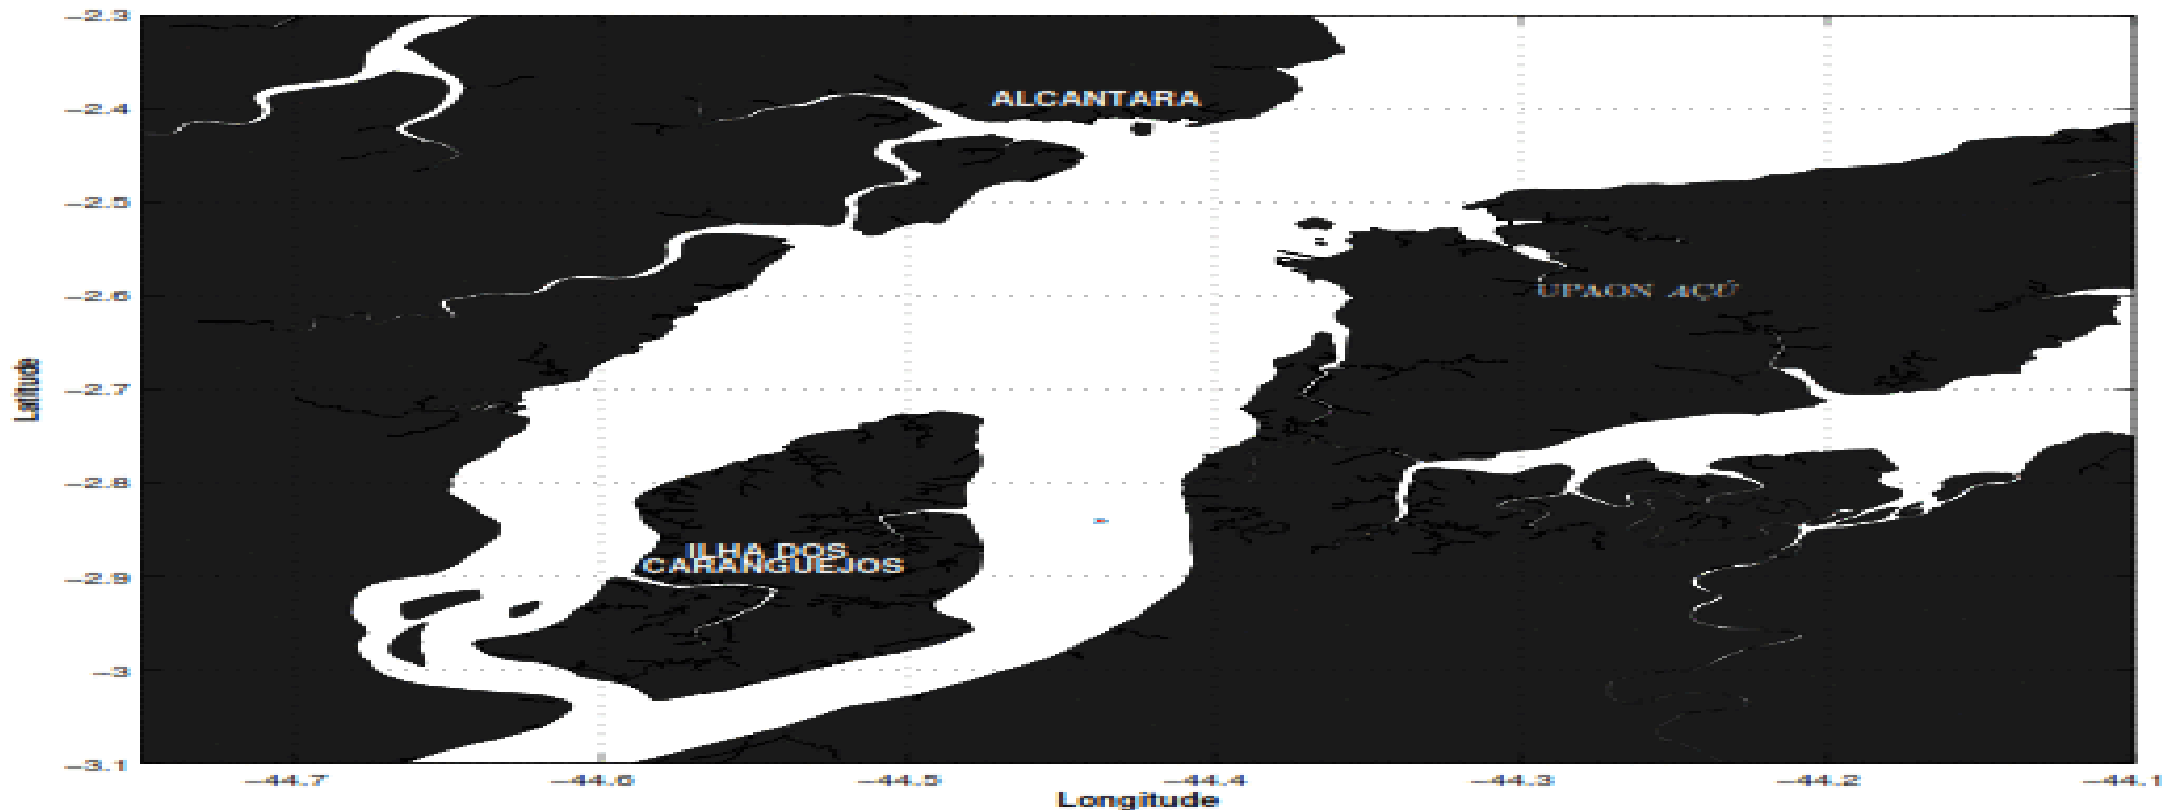 −2.3
−2.4
ALCANTARA
−2.5
−2.6
UPAON AÇÚ
Latitude
−2.7
−2.8
ILHA DOS
CARANGUEJOS
−2.9
−3
−3.1
−44.7 −44.6 −44.5 −44.4 −44.3 −44.2 −44.1
Longitude